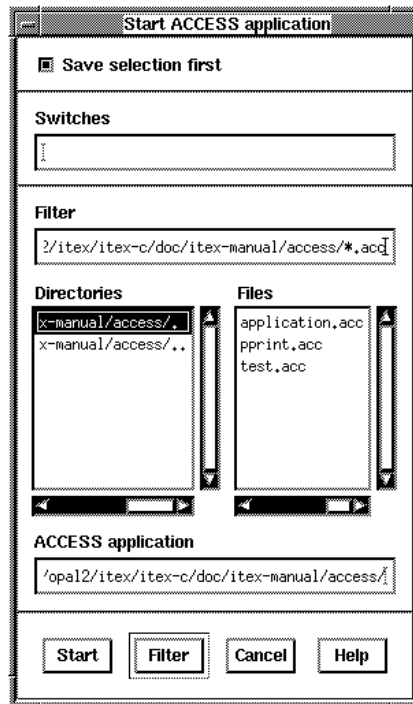 Start ACCESS application
Save selection first
Switches
Filter
2/itex/itex-c/doc/itex-manual/access/*.acc
Directories Files
x-manual/access/. application.acc
x-manual/access/.. pprint.acc
test.acc
ACCESS application
/opal2/itex/itex-c/doc/itex-manual/access/
Start Filter Cancel Help